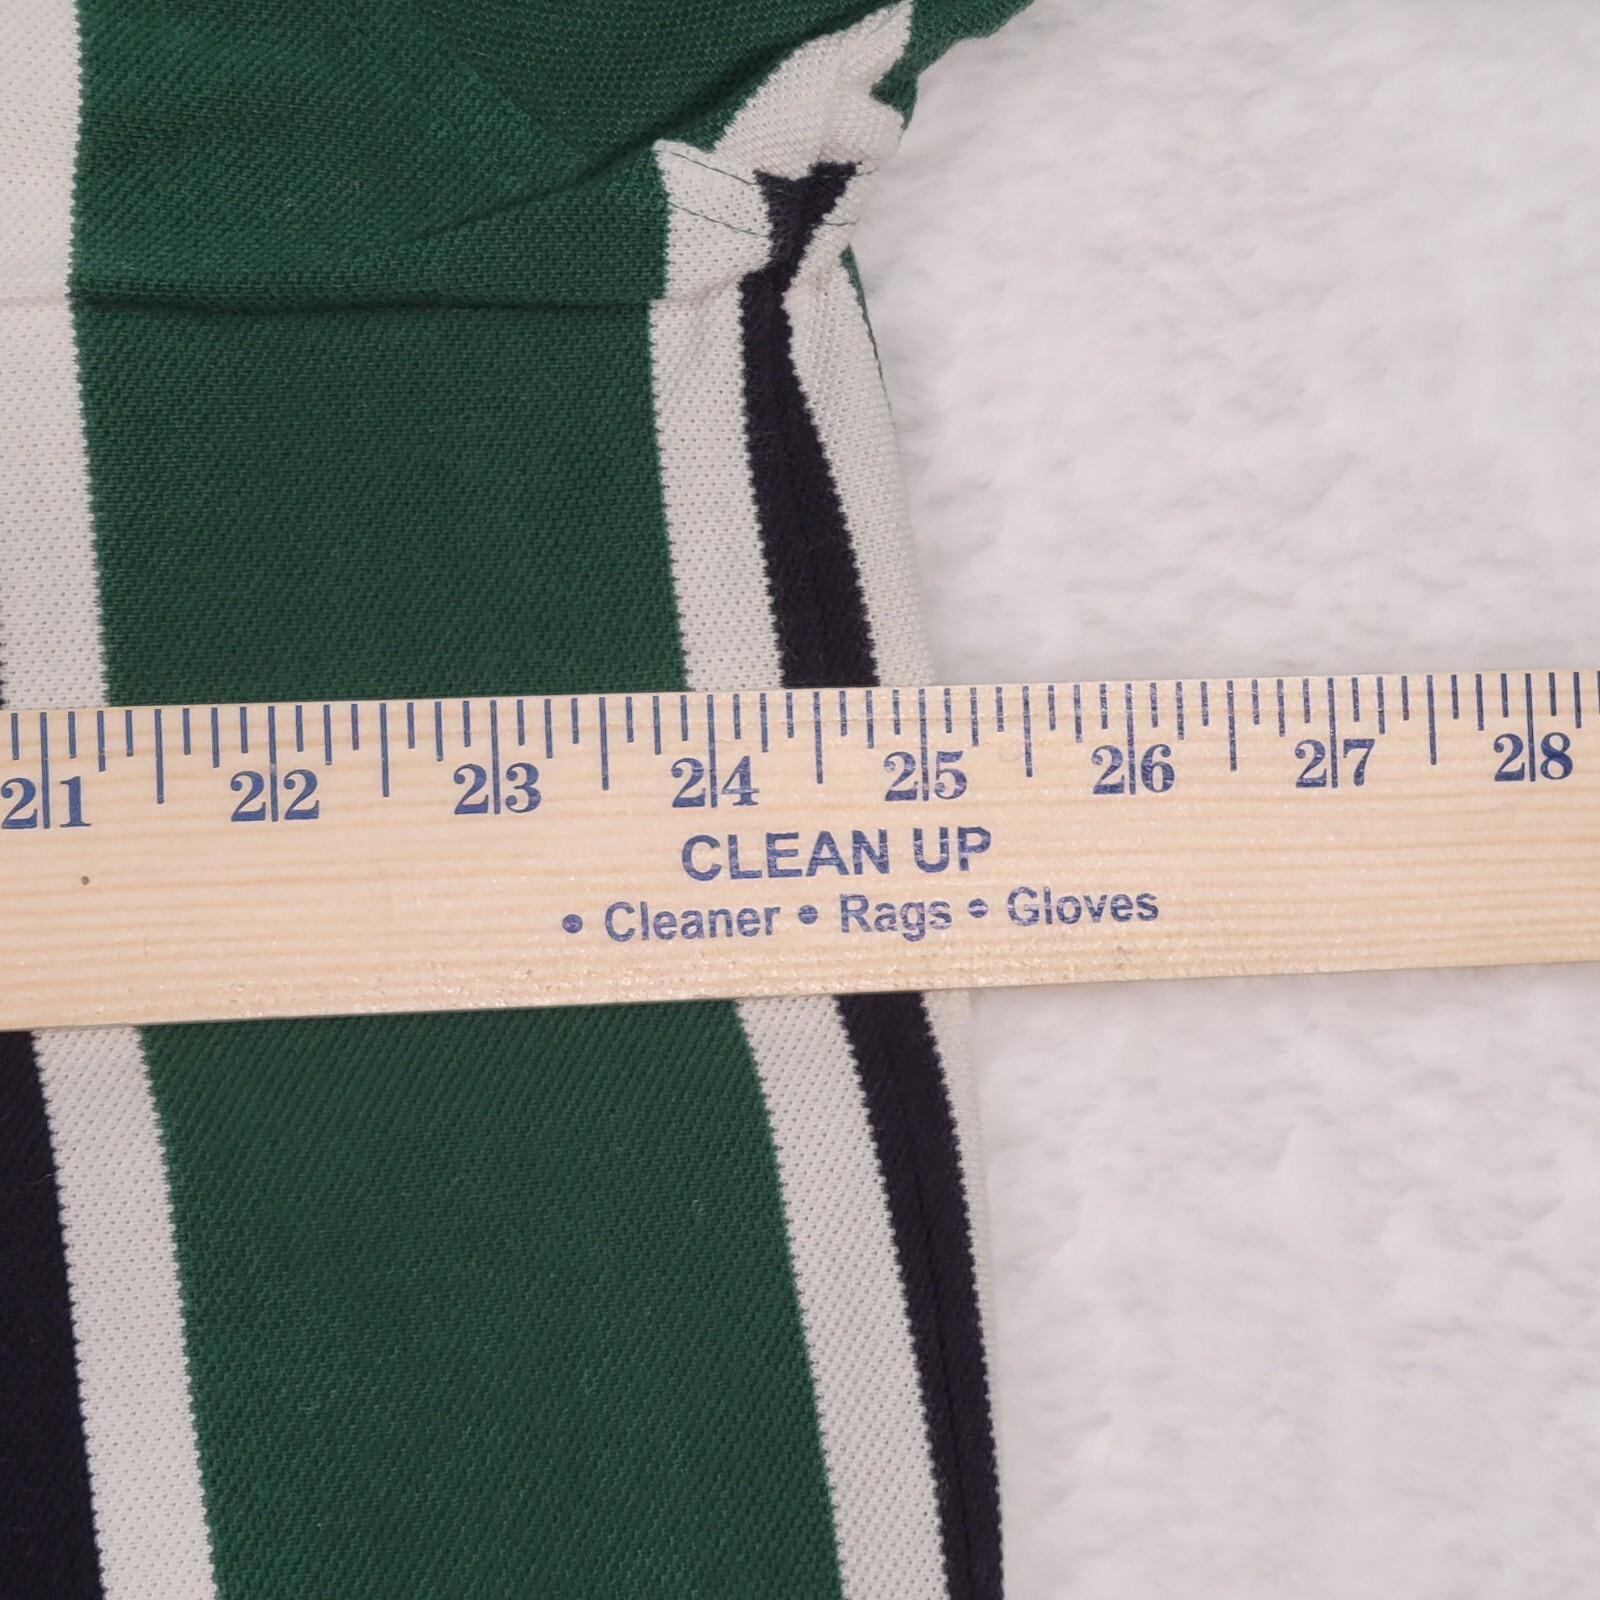 21 22 23 24 25 26 27 28
CLEAN UP
• Cleaner • Rags • Gloves